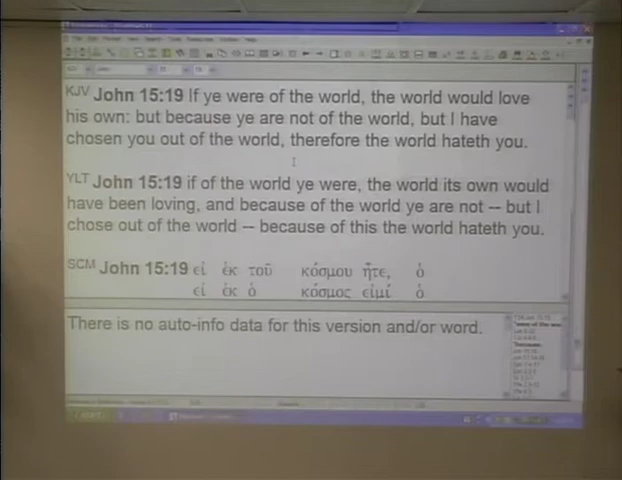 KJV John 15:19 If ye were of the world, the world would love
his own: but because ye are not of the world, but I have
chosen you out of the world, therefore the world hateth you.
YLT John 15:19 if of the world ye were, the world its own would
have been loving, and because of the world ye are not -- but I
chose out of the world -- because of this the world hateth you.
SCM John 15:19 εἰ ἐκ τοῦ κόσμου ἦτε, ὁ
εἰ ἐκ ὁ κόσμος εἰμί ὁ
There is no auto-info data for this version and/or word.